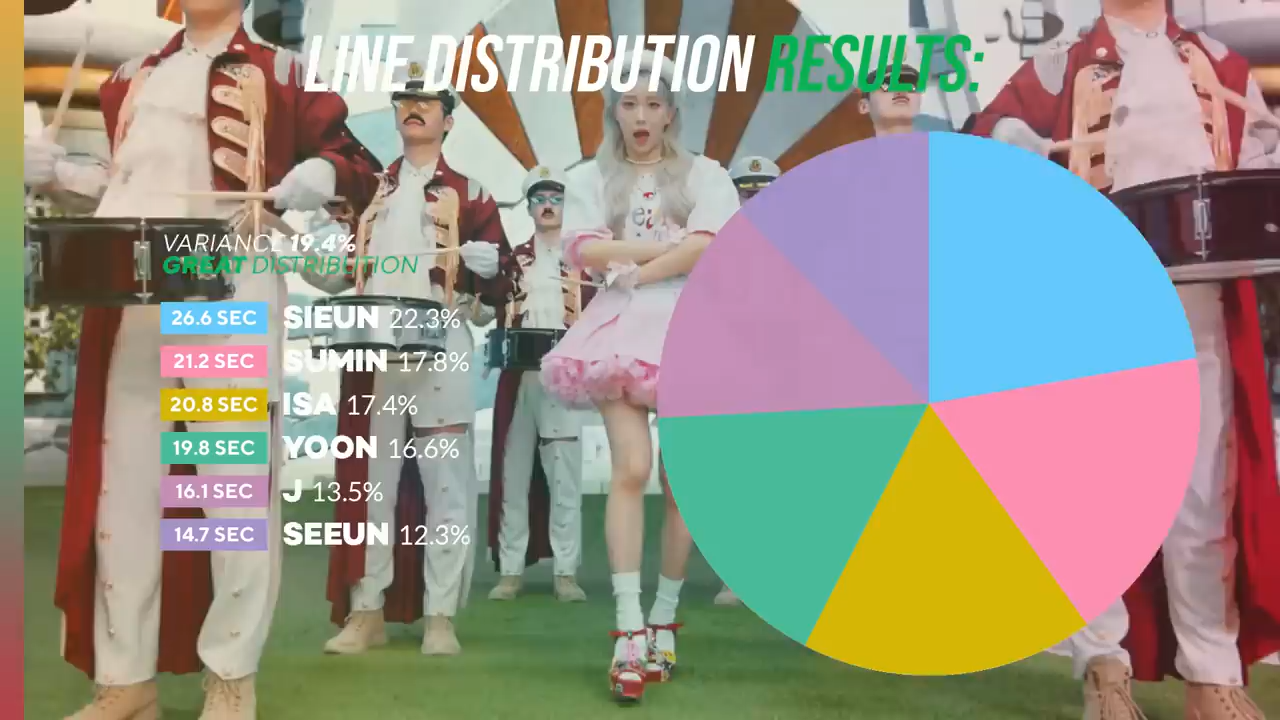 LINE DISTRIBUTION RESULTS:
VARIANCE 19.4%
GREAT DISTRIBUTION
26.6 SEC SIEUN 22.3%
21.2 SEC SUMIN 17.8%
20.8 SEC ISA 17.4%
19.8 SEC YOON 16.6%
16.1 SEC J 13.5%
14.7 SEC SEEUN 12.3%